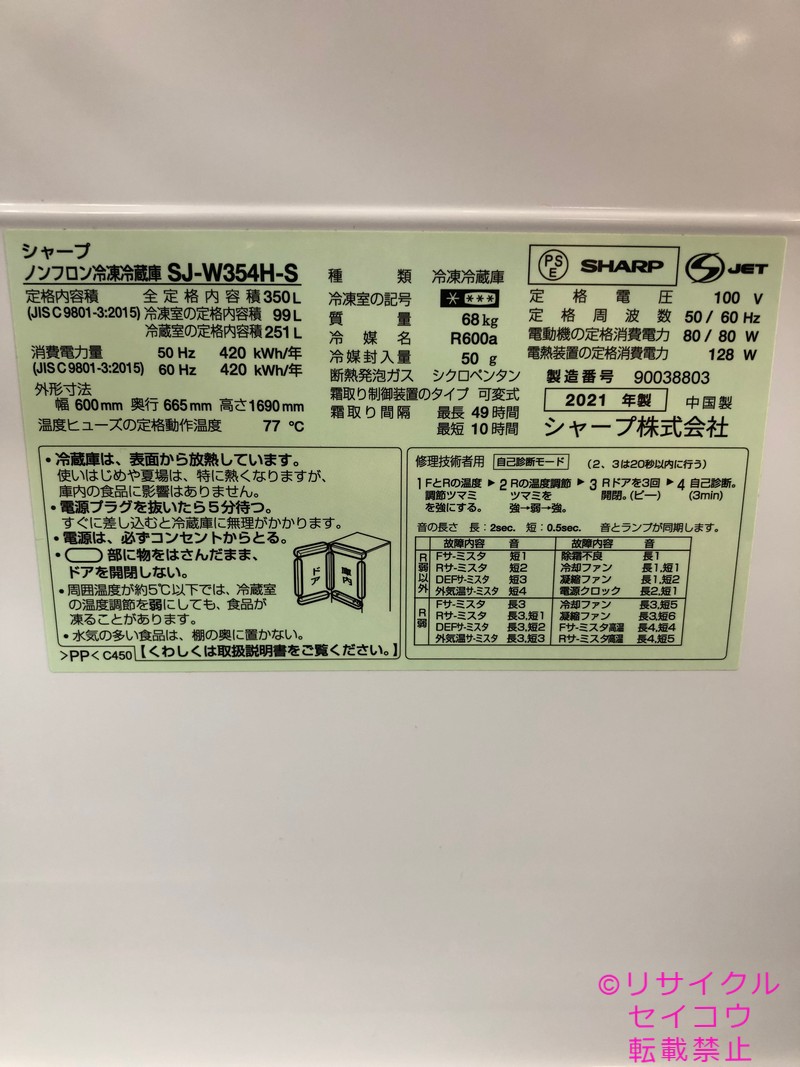 シャープ
ノンフロン冷凍冷蔵庫 SJ-W354H-S
定格内容積 全定格内容積 350L
(JIS C 9801-3:2015) 冷凍室の定格内容積 99L
冷蔵室の定格内容積 251L
消費電力量 50 Hz 420 kWh/年
(JIS C 9801-3:2015) 60 Hz 420 kWh/年
外形寸法
幅 600mm 奥行 665mm 高さ1690mm
温度ヒューズの定格動作温度 77 ℃
種類 冷凍冷蔵庫
冷凍室の記号 * ***
質量 68kg
冷媒名 R600a
冷媒封入量 50 g
断熱発泡ガス シクロペンタン
霜取り制御装置のタイプ 可変式
霜取り間隔 最長 49時間
最短 10時間
PS E SHARP S JET
定格電圧 100 V
定格周波数 50/60 Hz
電動機の定格消費電力 80/80 W
電熱装置の定格消費電力 128 W
製造番号 90038803
2021 年製 中国製
シャープ株式会社
・冷蔵庫は、表面から放熱しています。
使いはじめや夏場は、特に熱くなりますが、
庫内の食品に影響はありません。
・電源プラグを抜いたら5分待つ。
すぐに差し込むと冷蔵庫に無理がかかります。
・電源は、必ずコンセントからとる。
・ 部に物をはさんだまま、
ドアを開閉しない。
ドア 庫内
・周囲温度が約5℃以下では、冷蔵室
の温度調節を弱にしても、食品が
凍ることがあります。
・水気の多い食品は、棚の奥に置かない。
>PP< C450 【くわしくは取扱説明書をご覧ください。】
修理技術者用 自己診断モード (2、3は20秒以内に行う)
1 FとRの温度 ▶ 2 Rの温度調節 ▶ 3 Rドアを3回 ▶ 4 自己診断。
調節ツマミ ツマミを 開閉。(ピー) (3min)
を強にする。 強→弱→強。
音の長さ 長:2sec. 短:0.5sec. 音とランプが同期します。
故障内容 音 故障内容 音
R弱以外
Fサーミスタ 短1 除霜不良 長1
Rサーミスタ 短2 冷却ファン 長1,短1
DEFサーミスタ 短3 凝縮ファン 長1,短2
外気温サーミスタ 短4 電源クロック 長2,短1
R弱
Fサーミスタ 長3 冷却ファン 長3,短5
Rサーミスタ 長3,短1 凝縮ファン 長3,短6
DEFサーミスタ 長3,短2 Fサーミスタ高温 長4,短4
外気温サーミスタ 長3,短3 Rサーミスタ高温 長4,短5
©リサイクル
セイコウ
転載禁止